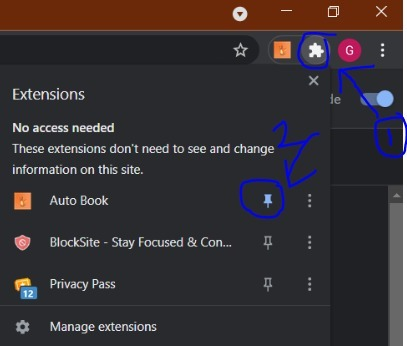 G
de
1
Extensions
No access needed
These extensions don't need to see and change
information on this site.
2
Auto Book
BlockSite - Stay Focused & Con...
Privacy Pass
12
Manage extensions